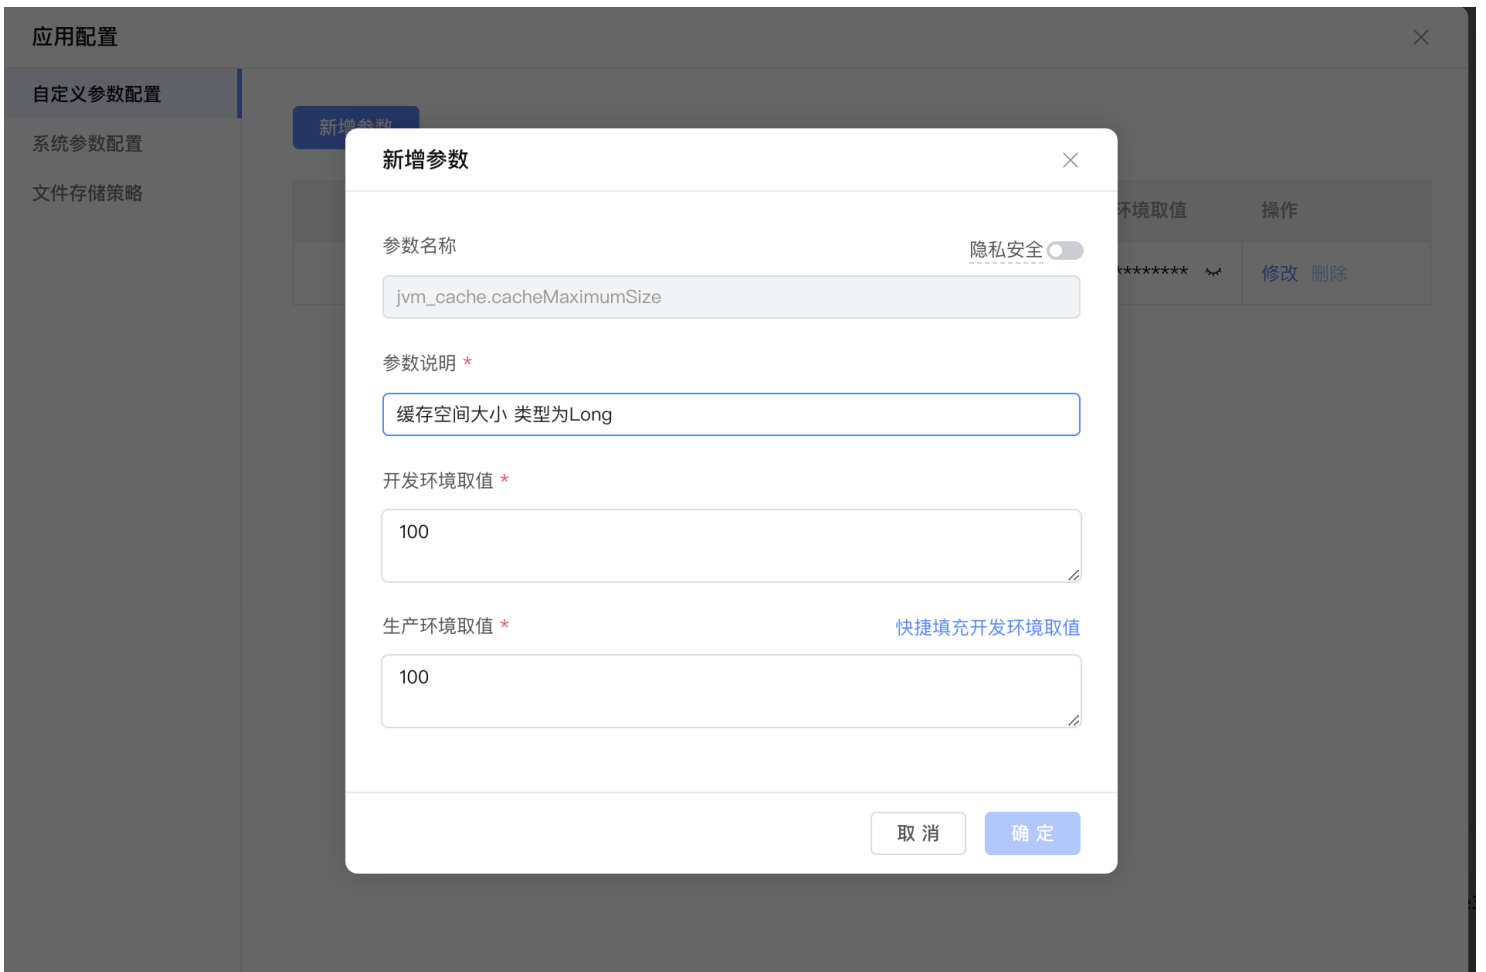 应用配置
自定义参数配置
系统参数配置
文件存储策略
新增参数
环境取值
操作
******** 
修改 删除
新增参数
参数名称
隐私安全
jvm_cache.cacheMaximumSize
参数说明 *
缓存空间大小 类型为Long
开发环境取值 *
100
生产环境取值 *
快捷填充开发环境取值
100
取 消
确 定